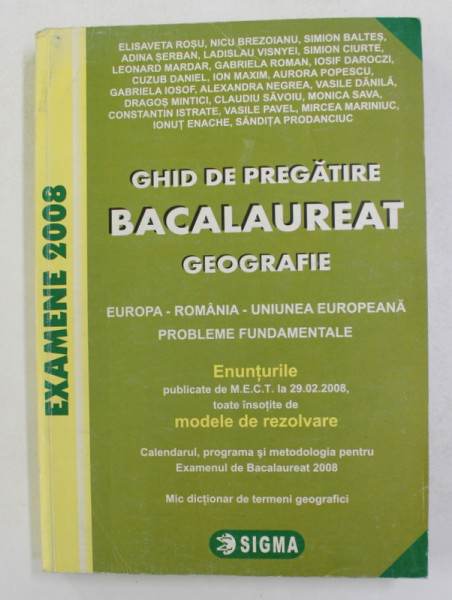 ELISAVETA ROȘU, NICU BREZOIANU, SIMION BALTEȘ,
ADINA ȘERBAN, LADISLAU VISNYEI, SIMION CIURTE,
LEONARD MARDAR, GABRIELA ROMAN, IOSIF DAROCZI,
CUZUB DANIEL, ION MAXIM, AURORA POPESCU,
GABRIELA IOSOF, ALEXANDRA NEGREA, VASILE DĂNILĂ,
DRAGOȘ MINTICI, CLAUDIU SĂVOIU, MONICA SAVA,
CONSTANTIN ISTRATE, VASILE PAVEL, MIRCEA MARINIUC,
IONUȚ ENACHE, SĂNDIȚA PRODANCIUC
GHID DE PREGĂTIRE
BACALAUREAT
GEOGRAFIE
EUROPA - ROMÂNIA - UNIUNEA EUROPEANĂ
PROBLEME FUNDAMENTALE
Enunțurile
publicate de M.E.C.T. la 29.02.2008,
toate însoțite de
modele de rezolvare
Calendarul, programa și metodologia pentru
Examenul de Bacalaureat 2008
Mic dicționar de termeni geografici
SIGMA
EXAMENE 2008